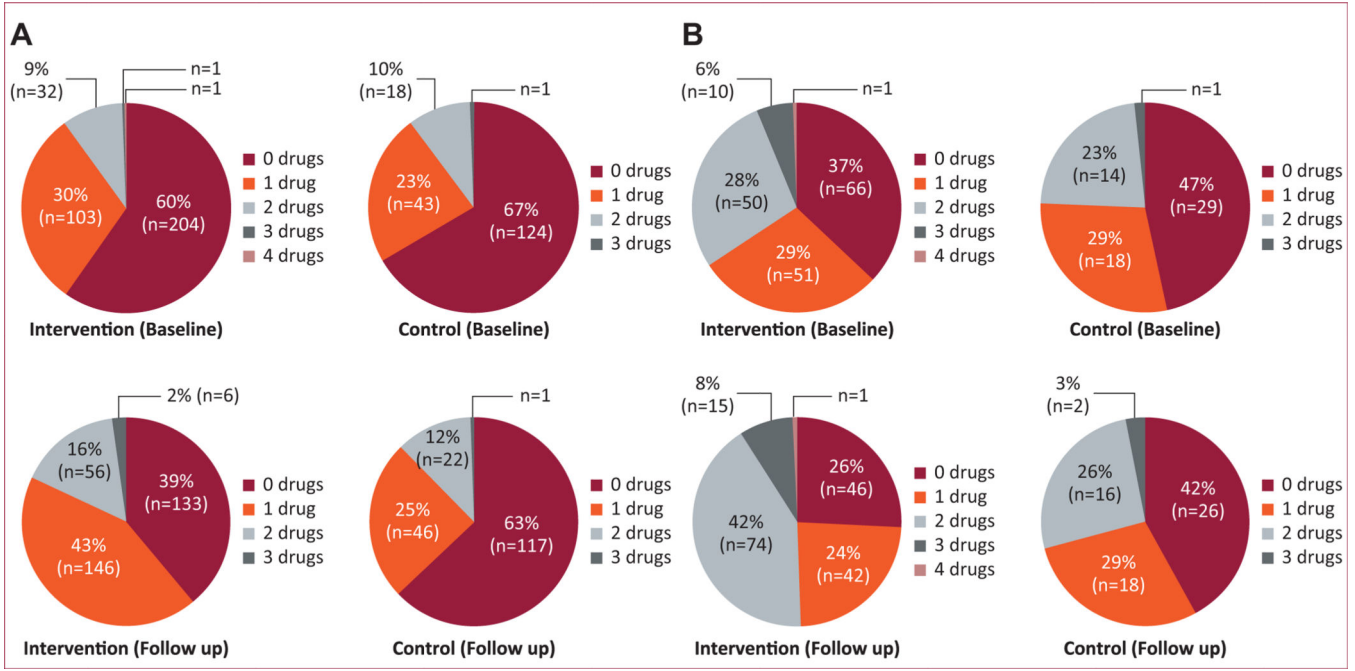 A
9%
(n=32)
n=1
n=1
30%
(n=103)
60%
(n=204)
0 drugs
1 drug
2 drugs
3 drugs
4 drugs
Intervention (Baseline)
10%
(n=18)
n=1
23%
(n=43)
67%
(n=124)
0 drugs
1 drug
2 drugs
3 drugs
Control (Baseline)
B
6%
(n=10)
n=1
28%
(n=50)
37%
(n=66)
29%
(n=51)
0 drugs
1 drug
2 drugs
3 drugs
4 drugs
Intervention (Baseline)
n=1
23%
(n=14)
47%
(n=29)
29%
(n=18)
0 drugs
1 drug
2 drugs
3 drugs
Control (Baseline)
2% (n=6)
16%
(n=56)
39%
(n=133)
43%
(n=146)
0 drugs
1 drug
2 drugs
3 drugs
Intervention (Follow up)
n=1
12%
(n=22)
25%
(n=46)
63%
(n=117)
0 drugs
1 drug
2 drugs
3 drugs
Control (Follow up)
8%
(n=15)
n=1
26%
(n=46)
42%
(n=74)
24%
(n=42)
0 drugs
1 drug
2 drugs
3 drugs
4 drugs
Intervention (Follow up)
3%
(n=2)
26%
(n=16)
42%
(n=26)
29%
(n=18)
0 drugs
1 drug
2 drugs
3 drugs
Control (Follow up)